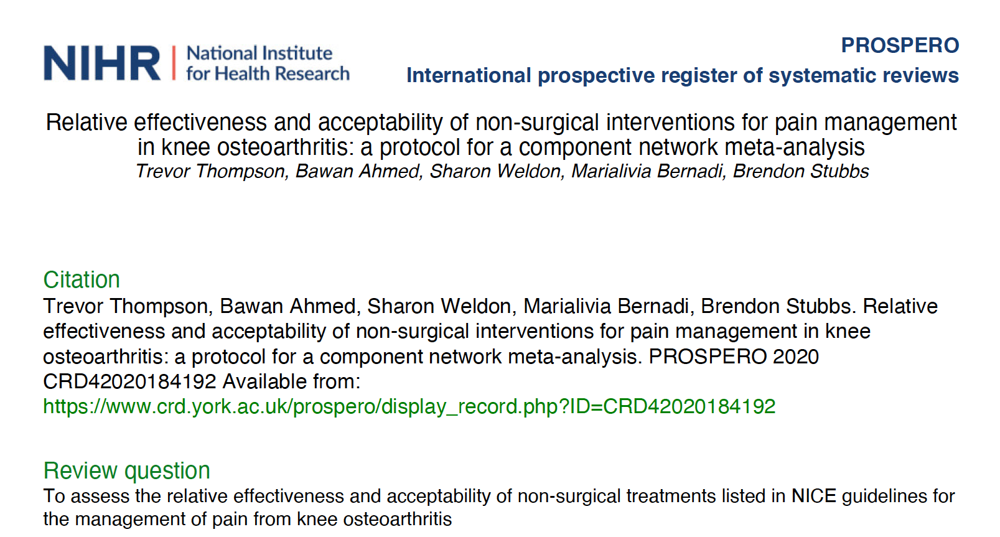 NIHR | National Institute
for Health Research
PROSPERO
International prospective register of systematic reviews
Relative effectiveness and acceptability of non-surgical interventions for pain management
in knee osteoarthritis: a protocol for a component network meta-analysis
Trevor Thompson, Bawan Ahmed, Sharon Weldon, Marialivia Bernadi, Brendon Stubbs
Citation
Trevor Thompson, Bawan Ahmed, Sharon Weldon, Marialivia Bernadi, Brendon Stubbs. Relative
effectiveness and acceptability of non-surgical interventions for pain management in knee
osteoarthritis: a protocol for a component network meta-analysis. PROSPERO 2020
CRD42020184192 Available from:
https://www.crd.york.ac.uk/prospero/display_record.php?ID=CRD42020184192
Review question
To assess the relative effectiveness and acceptability of non-surgical treatments listed in NICE guidelines for
the management of pain from knee osteoarthritis